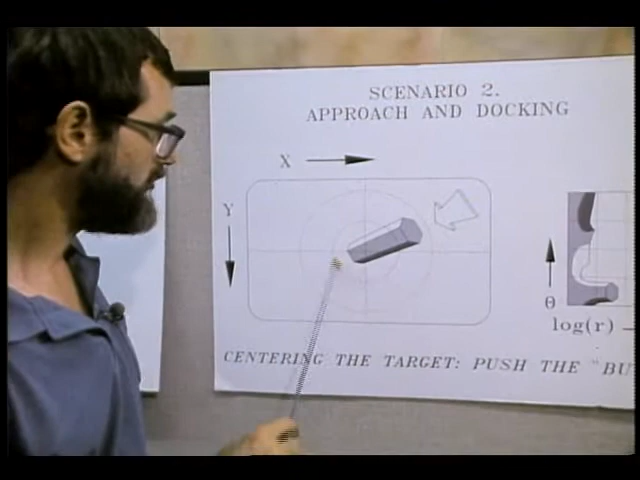 SCENARIO 2.
APPROACH AND DOCKING
X
Y
θ
log(r)
CENTERING THE TARGET: PUSH THE "BU